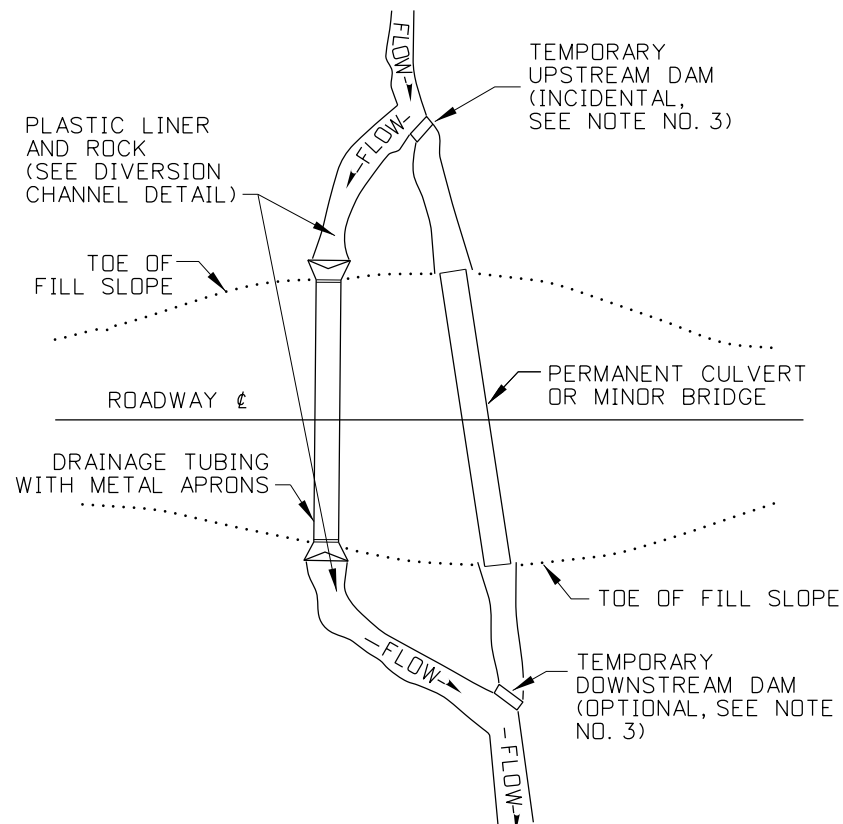 FLOW
TEMPORARY
UPSTREAM DAM
(INCIDENTAL,
SEE NOTE NO. 3)
FLOW
PLASTIC LINER
AND ROCK
(SEE DIVERSION
CHANNEL DETAIL)
TOE OF
FILL SLOPE
PERMANENT CULVERT
OR MINOR BRIDGE
ROADWAY ℄
DRAINAGE TUBING
WITH METAL APRONS
TOE OF FILL SLOPE
FLOW
TEMPORARY
DOWNSTREAM DAM
(OPTIONAL, SEE NOTE
NO. 3)
FLOW